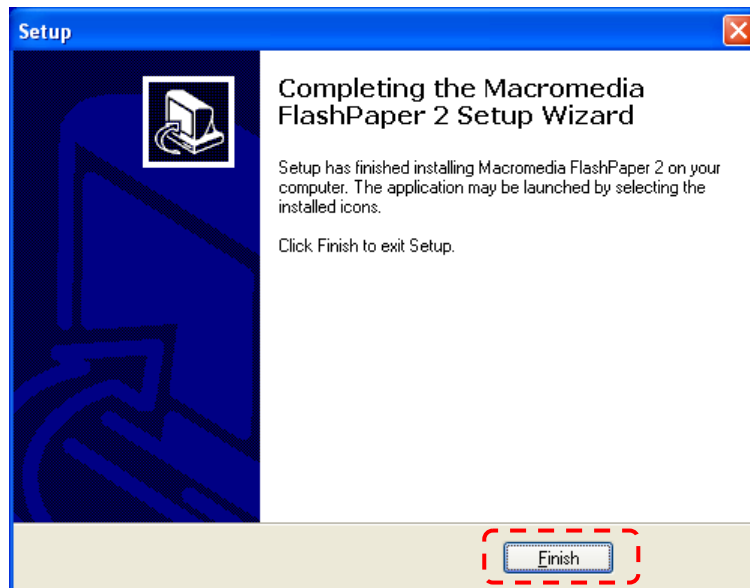 Setup
Completing the Macromedia
FlashPaper 2 Setup Wizard
Setup has finished installing Macromedia FlashPaper 2 on your
computer. The application may be launched by selecting the
installed icons.
Click Finish to exit Setup.
Finish